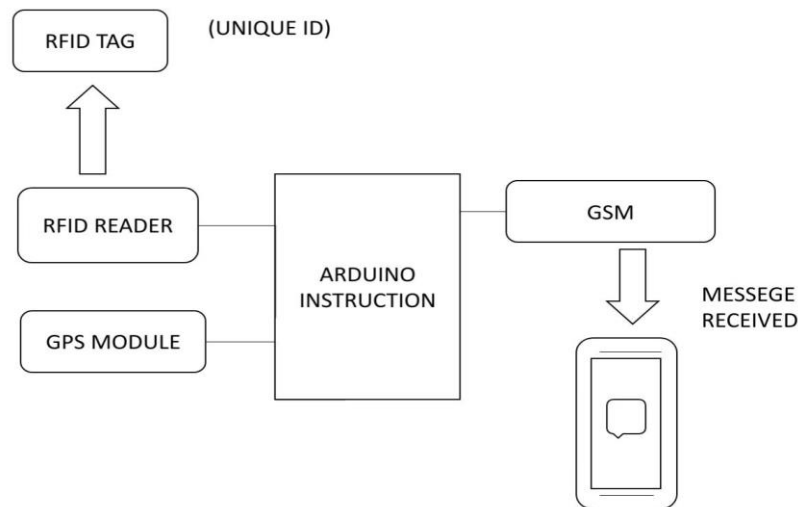 RFID TAG
(UNIQUE ID)
RFID READER
GPS MODULE
ARDUINO
INSTRUCTION
GSM
MESSEGE
RECEIVED